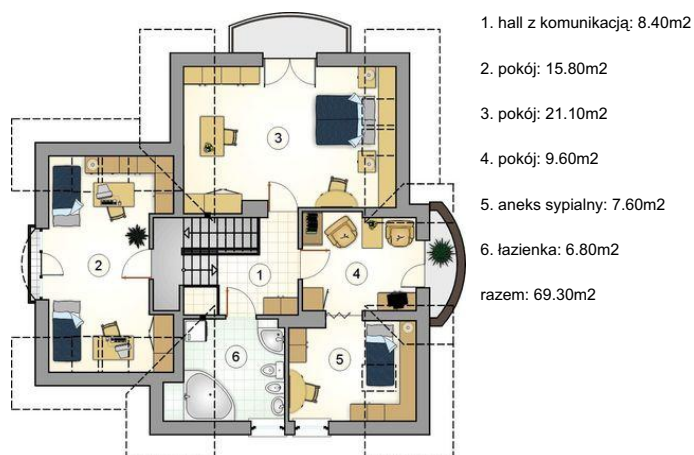 1. hall z komunikacją: 8.40m2
2. pokój: 15.80m2
3. pokój: 21.10m2
4. pokój: 9.60m2
5. aneks sypialny: 7.60m2
6. łazienka: 6.80m2
razem: 69.30m2
3
2
1
4
6
5